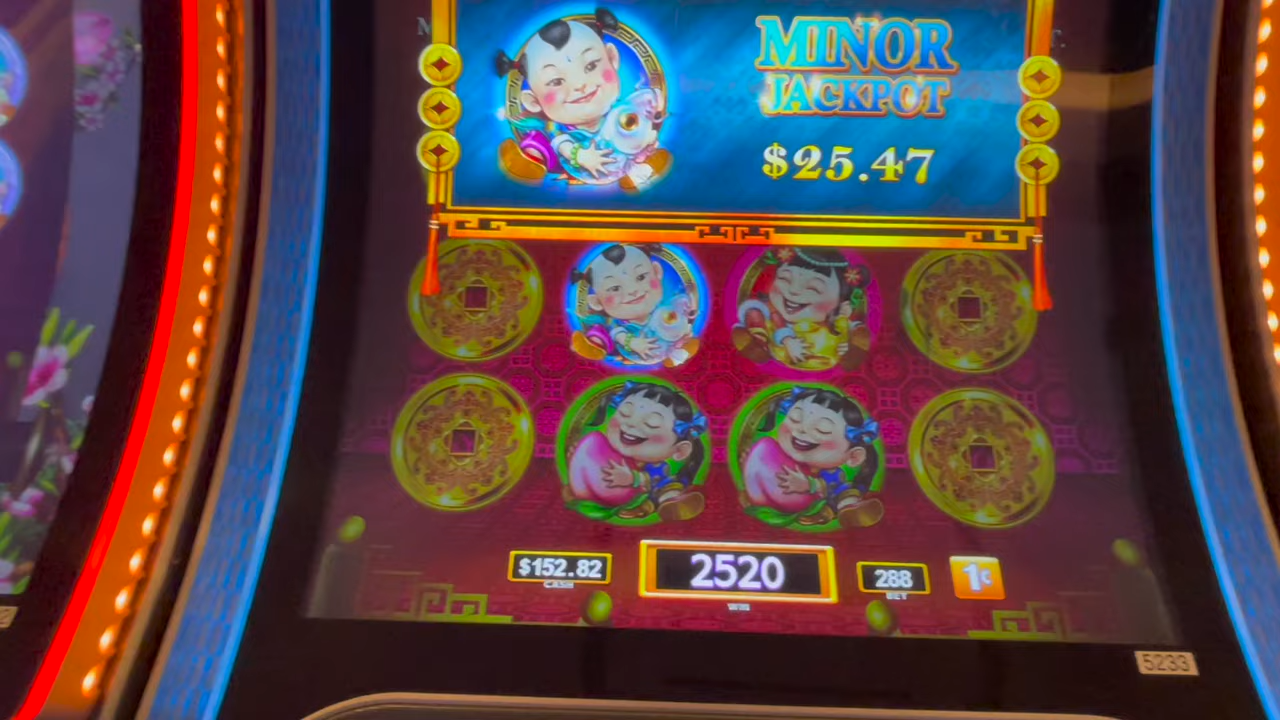 MINOR
JACKPOT
$25.47
$152.82
CASH
2520
WIN
288
BET
1¢
5233